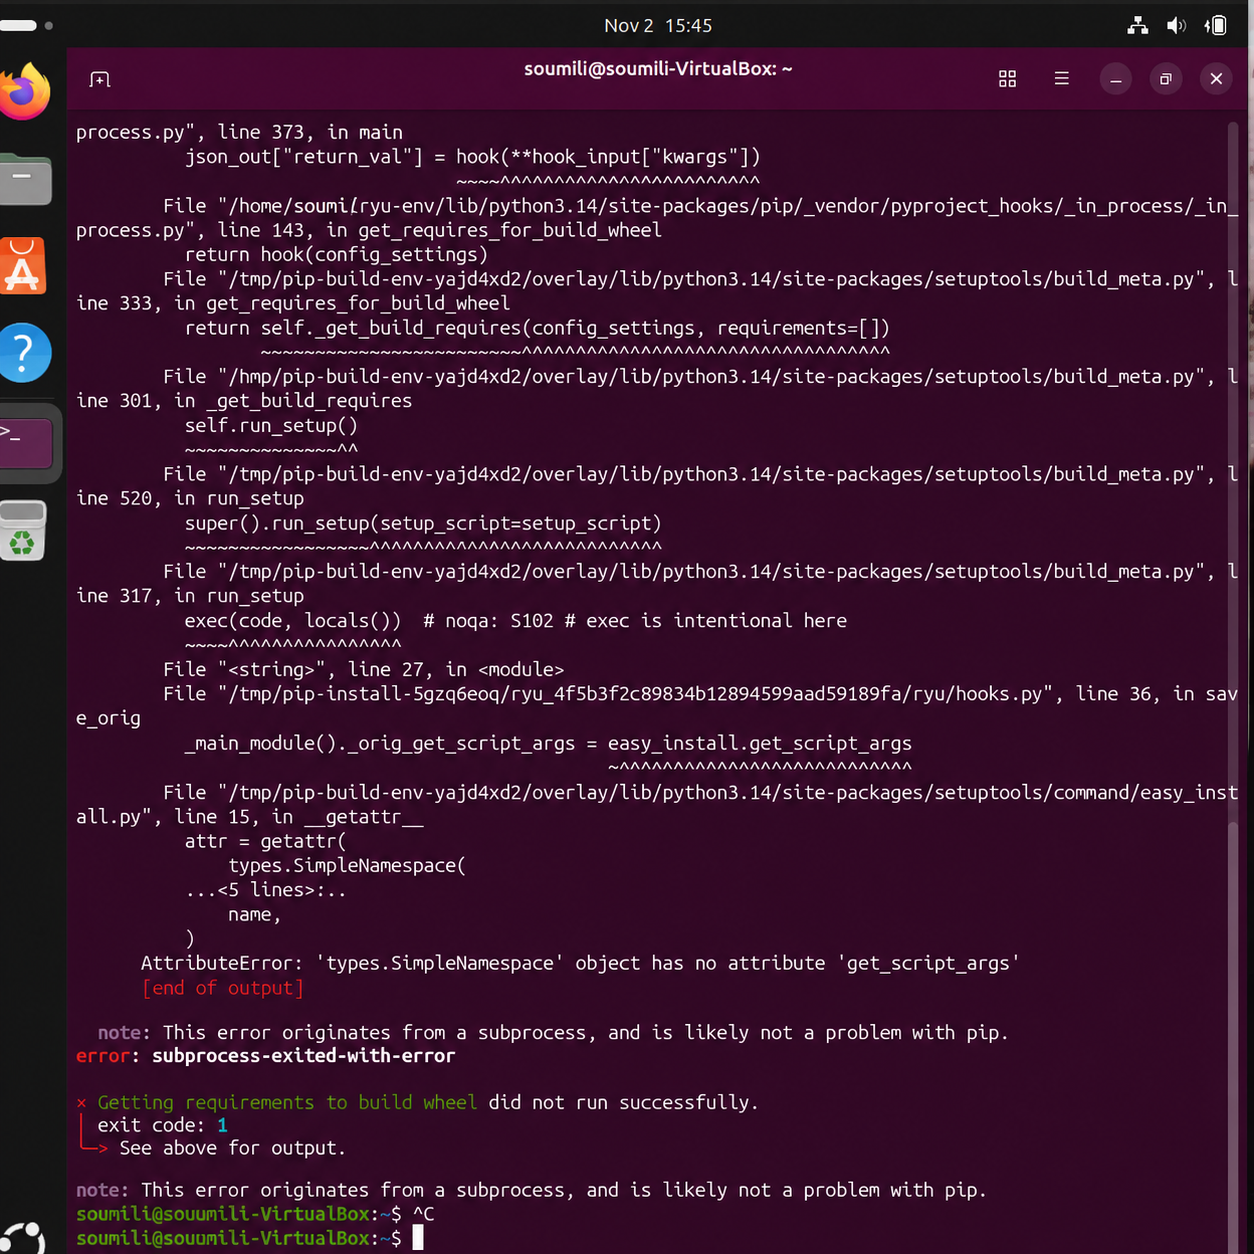 Nov 2 15:45
soumili@soumili-VirtualBox: ~
process.py", line 373, in main
json_out["return_val"] = hook(**hook_input["kwargs"])
~~~~^^^^^^^^^^^^^^^^^^^^^^^^
File "/home/soumi/ryu-env/lib/python3.14/site-packages/pip/_vendor/pyproject_hooks/_in_process/_in_
process.py", line 143, in get_requires_for_build_wheel
return hook(config_settings)
File "/tmp/pip-build-env-yajd4xd2/overlay/lib/python3.14/site-packages/setuptools/build_meta.py", l
ine 333, in get_requires_for_build_wheel
return self._get_build_requires(config_settings, requirements=[])
~~~~~~~~~~~~~~~~~~~~~~~~^^^^^^^^^^^^^^^^^^^^^^^^^^^^^^^^^^
File "/hmp/pip-build-env-yajd4xd2/overlay/lib/python3.14/site-packages/setuptools/build_meta.py", l
ine 301, in _get_build_requires
self.run_setup()
~~~~~~~~~~~~~~^^
File "/tmp/pip-build-env-yajd4xd2/overlay/lib/python3.14/site-packages/setuptools/build_meta.py", l
ine 520, in run_setup
super().run_setup(setup_script=setup_script)
~~~~~~~~~~~~~~~~~^^^^^^^^^^^^^^^^^^^^^^^^^^^
File "/tmp/pip-build-env-yajd4xd2/overlay/lib/python3.14/site-packages/setuptools/build_meta.py", l
ine 317, in run_setup
exec(code, locals())  # noqa: S102 # exec is intentional here
~~~~^^^^^^^^^^^^^^^^
File "<string>", line 27, in <module>
File "/tmp/pip-install-5gzq6eoq/ryu_4f5b3f2c89834b12894599aad59189fa/ryu/hooks.py", line 36, in sav
e_orig
_main_module()._orig_get_script_args = easy_install.get_script_args
~^^^^^^^^^^^^^^^^^^^^^^^^^^^
File "/tmp/pip-build-env-yajd4xd2/overlay/lib/python3.14/site-packages/setuptools/command/easy_inst
all.py", line 15, in __getattr__
attr = getattr(
types.SimpleNamespace(
...<5 lines>:..
name,
)
AttributeError: 'types.SimpleNamespace' object has no attribute 'get_script_args'
[end of output]
note: This error originates from a subprocess, and is likely not a problem with pip.
error: subprocess-exited-with-error
× Getting requirements to build wheel did not run successfully.
│ exit code: 1
╰─> See above for output.
note: This error originates from a subprocess, and is likely not a problem with pip.
soumili@souumili-VirtualBox:~$ ^C
soumili@souumili-VirtualBox:~$